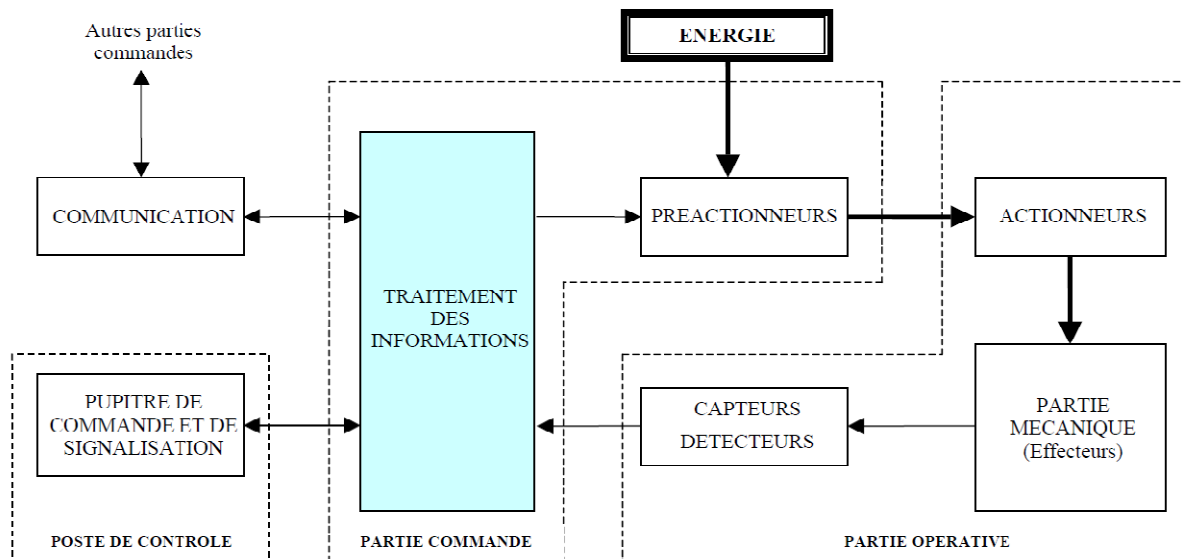 Autres parties
commandes
ENERGIE
COMMUNICATION
PREACTIONNEURS
ACTIONNEURS
TRAITEMENT
DES
INFORMATIONS
PUPITRE DE
COMMANDE ET DE
SIGNALISATION
CAPTEURS
DETECTEURS
PARTIE
MECANIQUE
(Effecteurs)
POSTE DE CONTROLE
PARTIE COMMANDE
PARTIE OPERATIVE